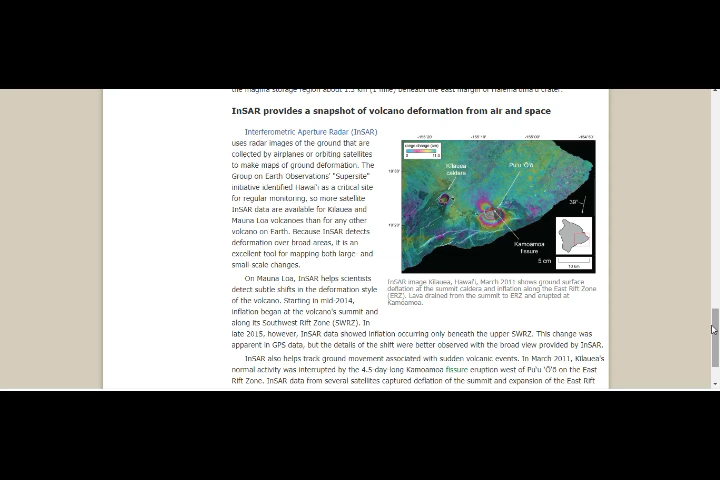 the magma storage region about 1.5 km (1 mile) beneath the east margin of Halema'uma'u crater.
InSAR provides a snapshot of volcano deformation from air and space
Interferometric Aperture Radar (InSAR)
uses radar images of the ground that are
collected by airplanes or orbiting satellites
to make maps of ground deformation. The
Group on Earth Observations' "Supersite"
initiative identified Hawai'i as a critical site
for regular monitoring, so more satellite
InSAR data are available for Kilauea and
Mauna Loa volcanoes than for any other
volcano on Earth. Because InSAR detects
deformation over broad areas, it is an
excellent tool for mapping both large- and
small-scale changes.
Kilauea
caldera
Pu'u 'Ō'ō
Kamoamoa
fissure
39°
5 cm
10 km
InSAR image Kilauea, Hawai'i, March 2011 shows ground surface
deflation at the summit caldera and inflation along the East Rift Zone
(ERZ). Lava drained from the summit to ERZ and erupted at
Kamoamoa.
On Mauna Loa, InSAR helps scientists
detect subtle shifts in the deformation style
of the volcano. Starting in mid-2014,
inflation began at the volcano's summit and
along its Southwest Rift Zone (SWRZ). In
late 2015, however, InSAR data showed inflation occurring only beneath the upper SWRZ. This change was
apparent in GPS data, but the details of the shift were better observed with the broad view provided by InSAR.
InSAR also helps track ground movement associated with sudden volcanic events. In March 2011, Kilauea's
normal activity was interrupted by the 4.5-day-long Kamoamoa fissure eruption west of Pu'u 'Ō'ō on the East
Rift Zone. InSAR data from several satellites captured deflation of the summit and expansion of the East Rift